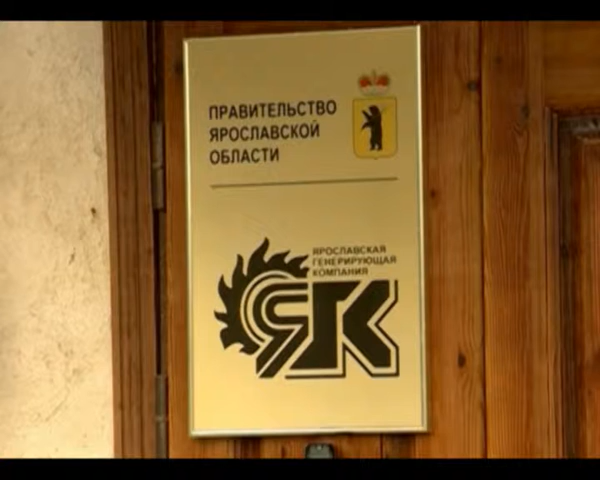 ПРАВИТЕЛЬСТВО
ЯРОСЛАВСКОЙ
ОБЛАСТИ
ЯРОСЛАВСКАЯ
ГЕНЕРИРУЮЩАЯ
КОМПАНИЯ
ЯГК